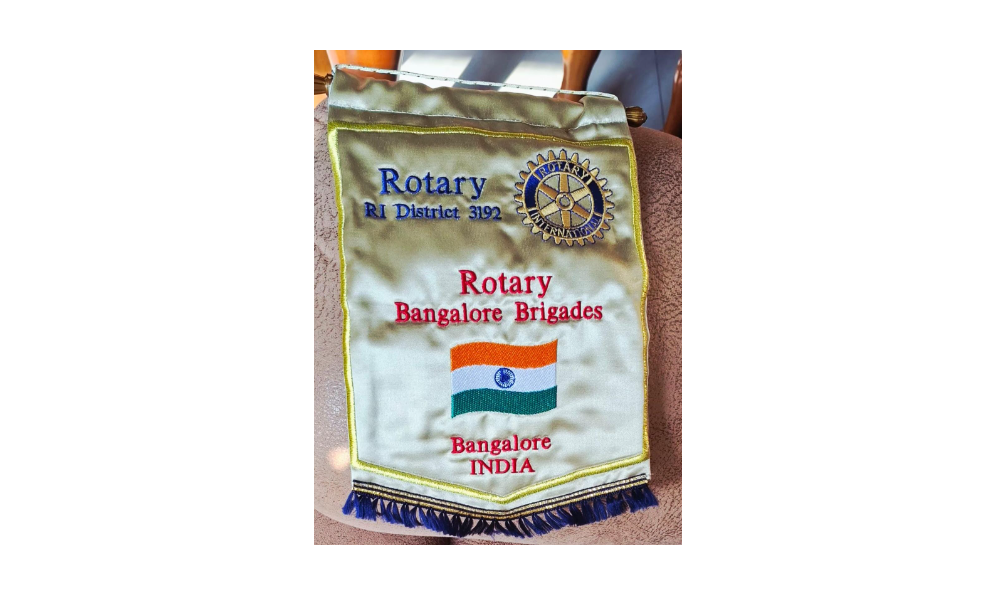 Rotary
RI District 3192
ROTARY
INTERNATIONAL
Rotary
Bangalore Brigades
Bangalore
INDIA